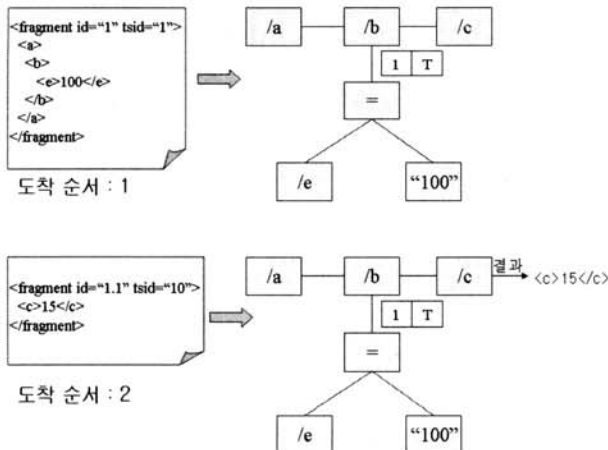 <fragment id="1" tsid="1">
<a>
<b>
<e>100</e>
</b>
</a>
</fragment>
도착 순서 : 1
/a
/b
/c
1 T
=
/e
"100"
<fragment id="1.1" tsid="10">
<c>15</c>
</fragment>
도착 순서 : 2
/a
/b
/c
결과
<c>15</c>
1 T
=
/e
"100"